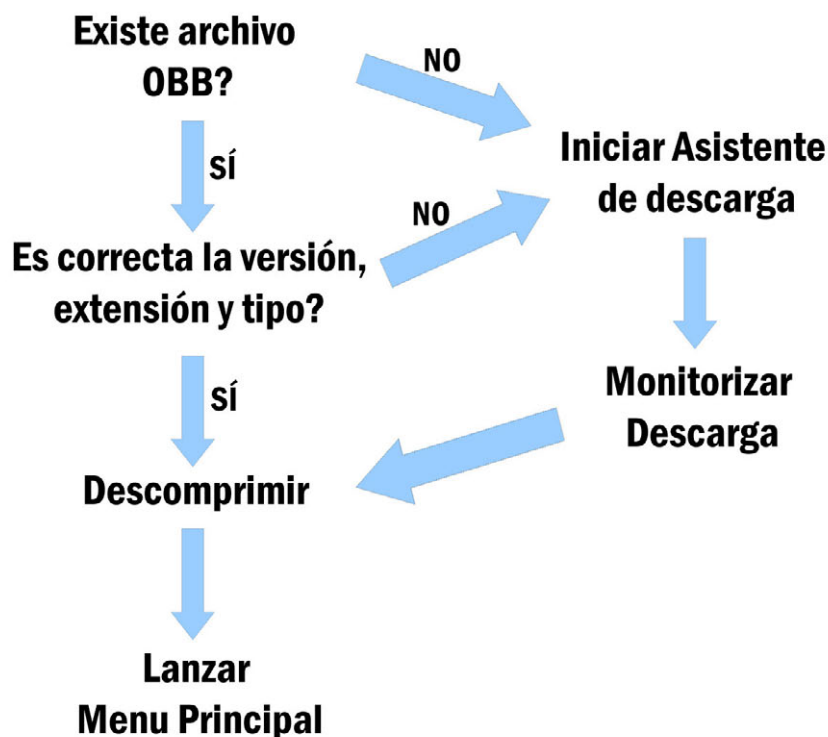 Existe archivo
OBB?
NO
SÍ
Iniciar Asistente
de descarga
NO
Es correcta la versión,
extensión y tipo?
SÍ
Monitorizar
Descarga
Descomprimir
Lanzar
Menu Principal